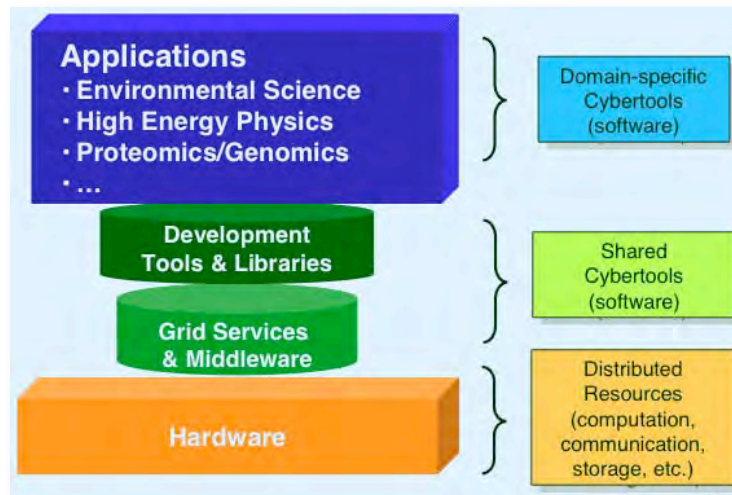 Applications
· Environmental Science
· High Energy Physics
· Proteomics/Genomics
· ...
Domain-specific
Cybertools
(software)
Development
Tools & Libraries
Grid Services
& Middleware
Shared
Cybertools
(software)
Hardware
Distributed
Resources
(computation,
communication,
storage, etc.)